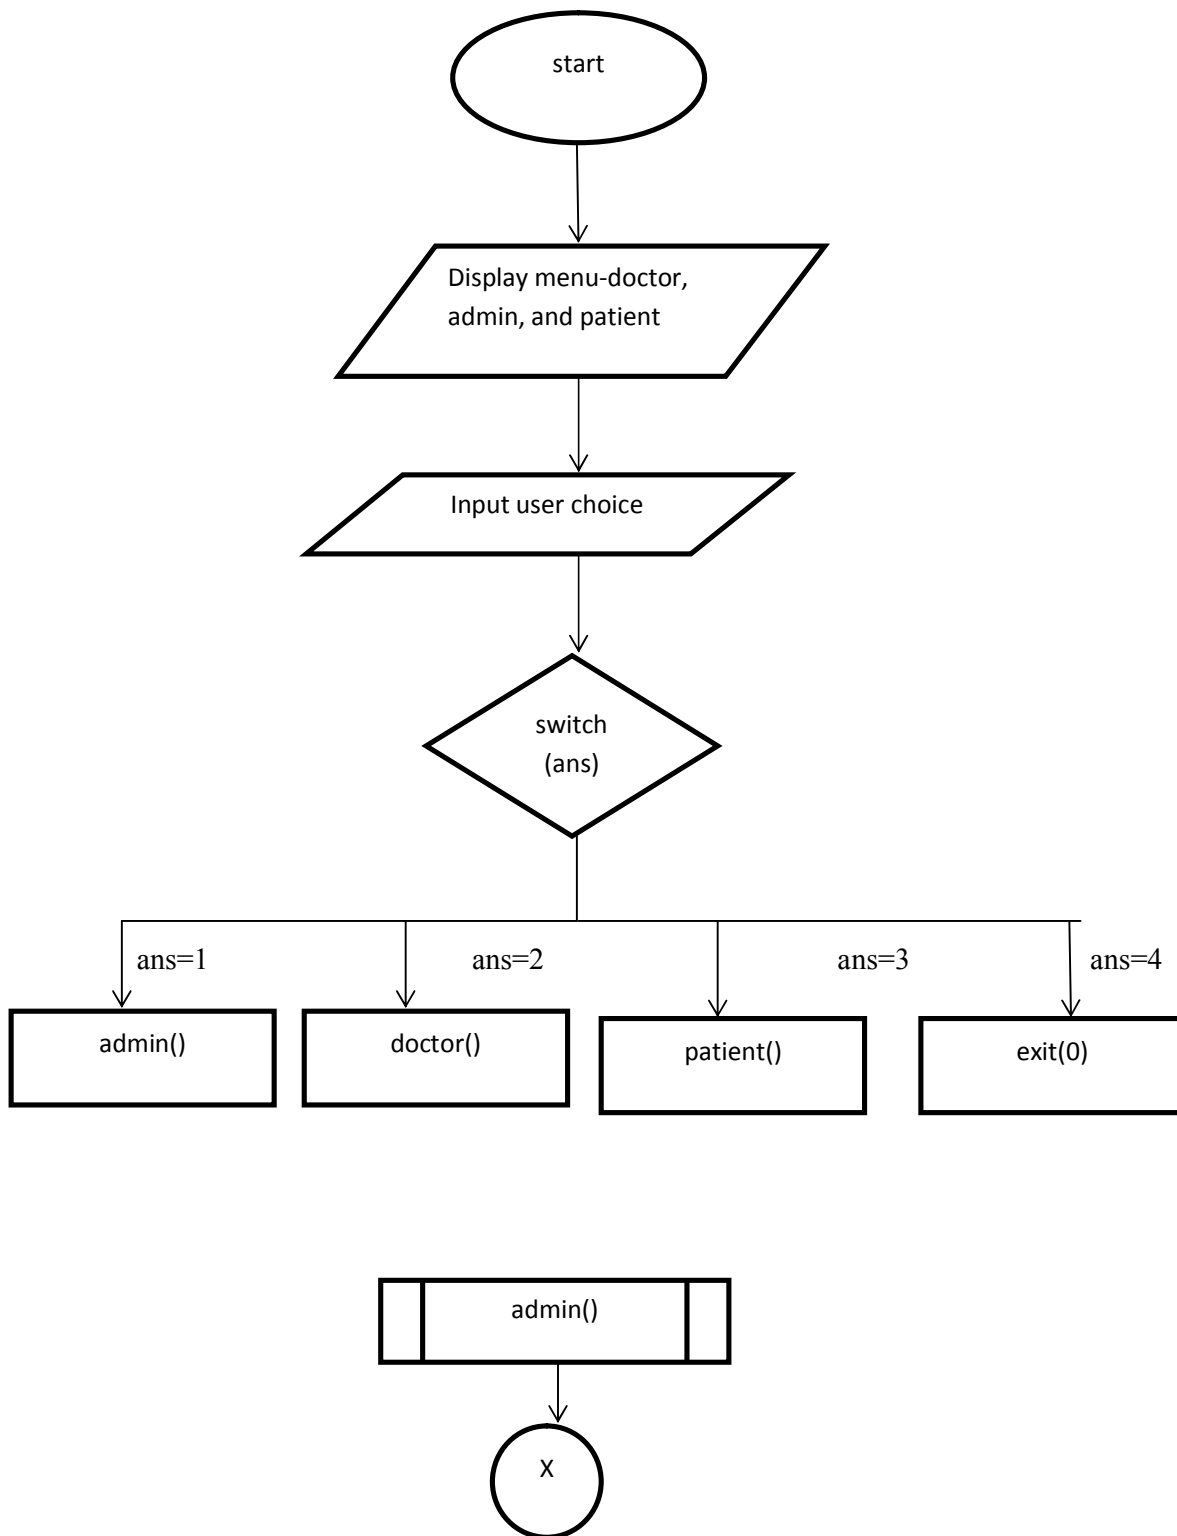 start
Display menu-doctor,
admin, and patient
Input user choice
switch
(ans)
ans=1
ans=2
ans=3
ans=4
admin()
doctor()
patient()
exit(0)
admin()
X